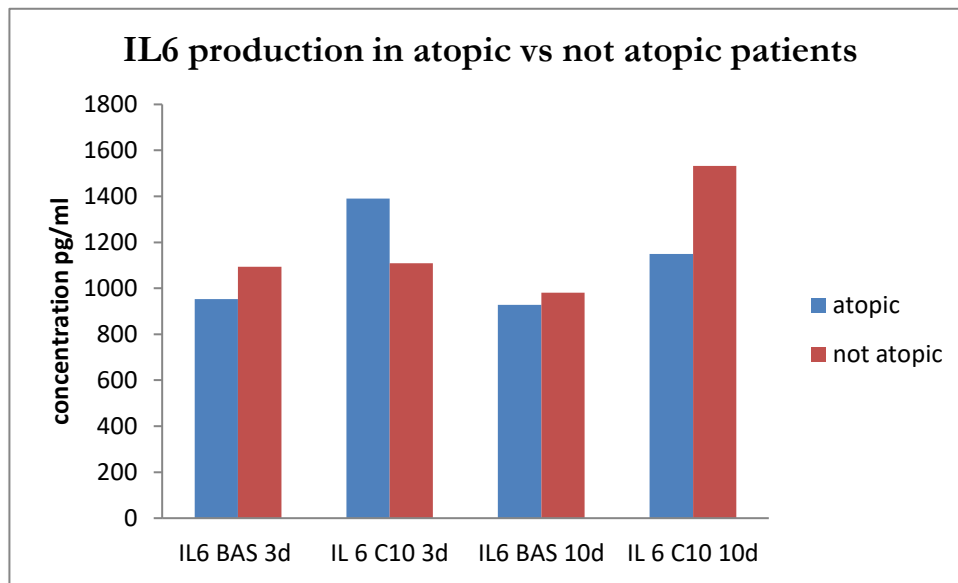 IL6 production in atopic vs not atopic patients
concentration pg/ml
1800
1600
1400
1200
1000
800
600
400
200
0
IL6 BAS 3d IL 6 C10 3d IL6 BAS 10d IL 6 C10 10d
atopic
not atopic